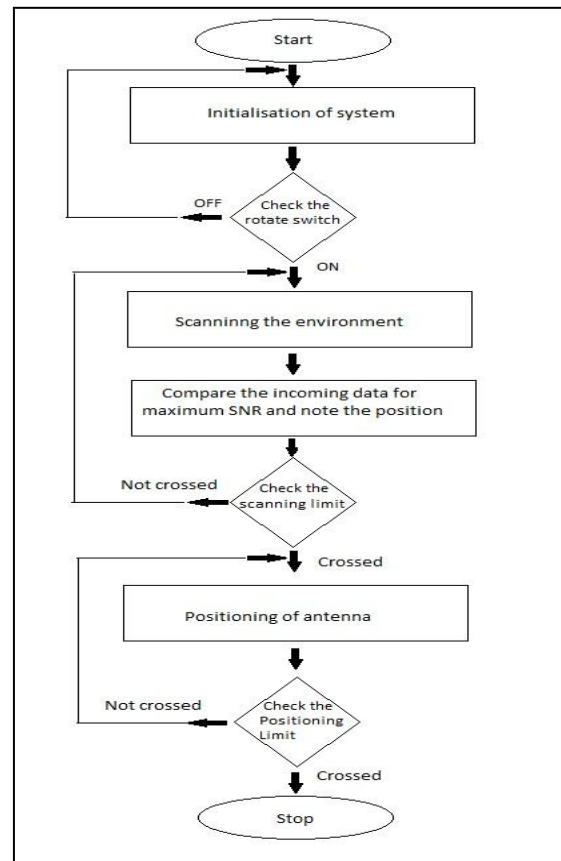 Start
Initialisation of system
OFF
Check the
rotate switch
ON
Scanninng the environment
Compare the incoming data for
maximum SNR and note the position
Not crossed
Check the
scanning limit
Crossed
Positioning of antenna
Not crossed
Check the
Positioning
Limit
Crossed
Stop